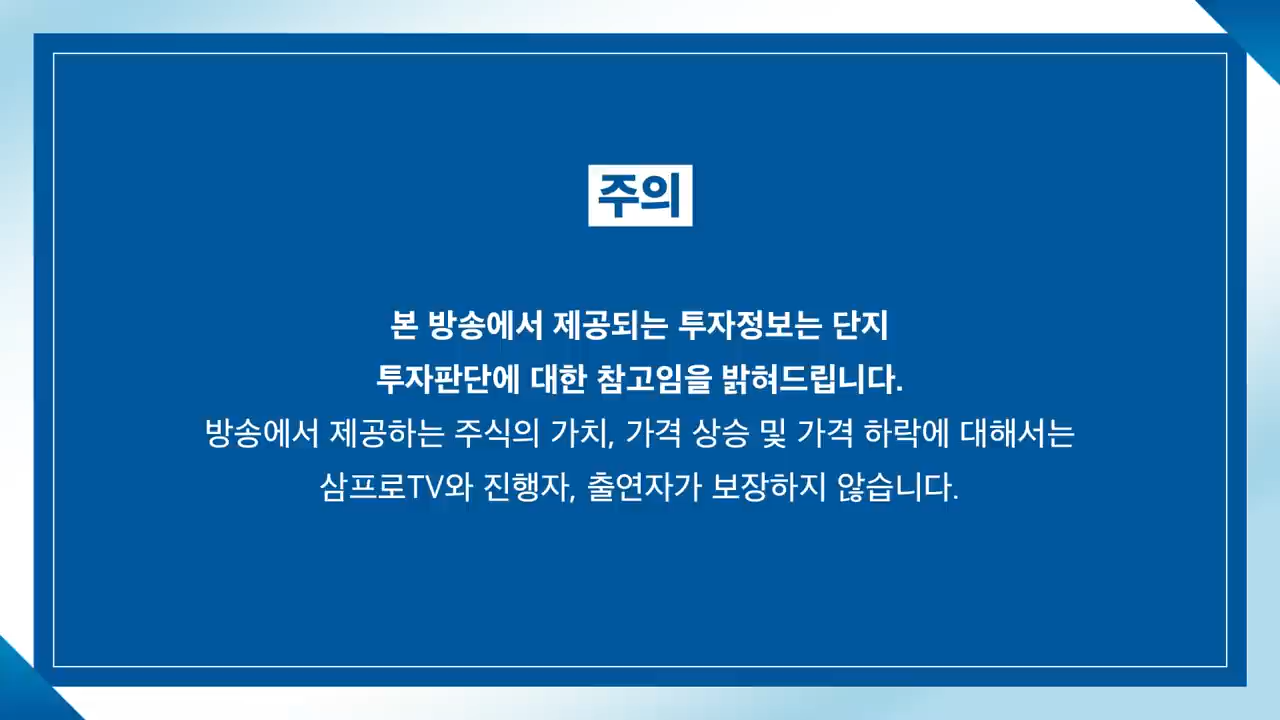 주의
본 방송에서 제공되는 투자정보는 단지
투자판단에 대한 참고임을 밝혀드립니다.
방송에서 제공하는 주식의 가치, 가격 상승 및 가격 하락에 대해서는
삼프로TV와 진행자, 출연자가 보장하지 않습니다.